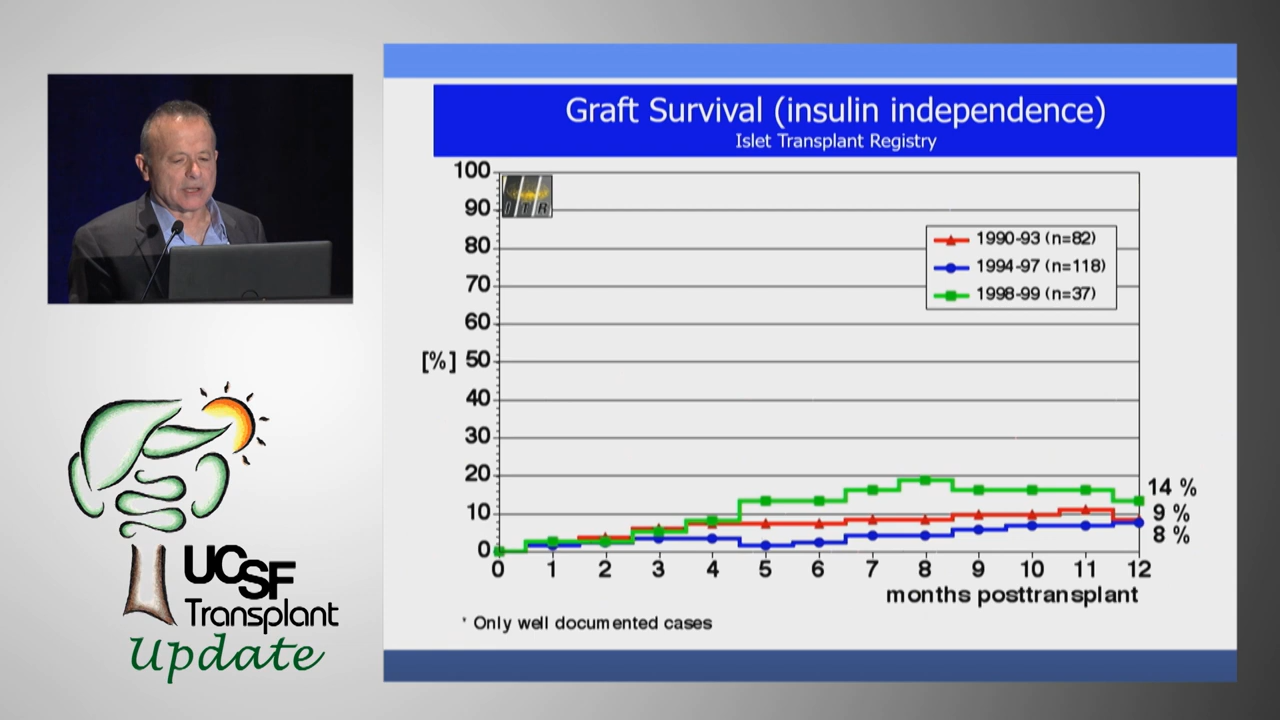 Graft Survival (insulin independence)
Islet Transplant Registry
100
90
80
70
60
[%] 50
40
30
20
10
0
I T R
1990-93 (n=82)
1994-97 (n=118)
1998-99 (n=37)
14 %
9 %
8 %
0 1 2 3 4 5 6 7 8 9 10 11 12
months posttransplant
* Only well documented cases
UCSF
Transplant
Update